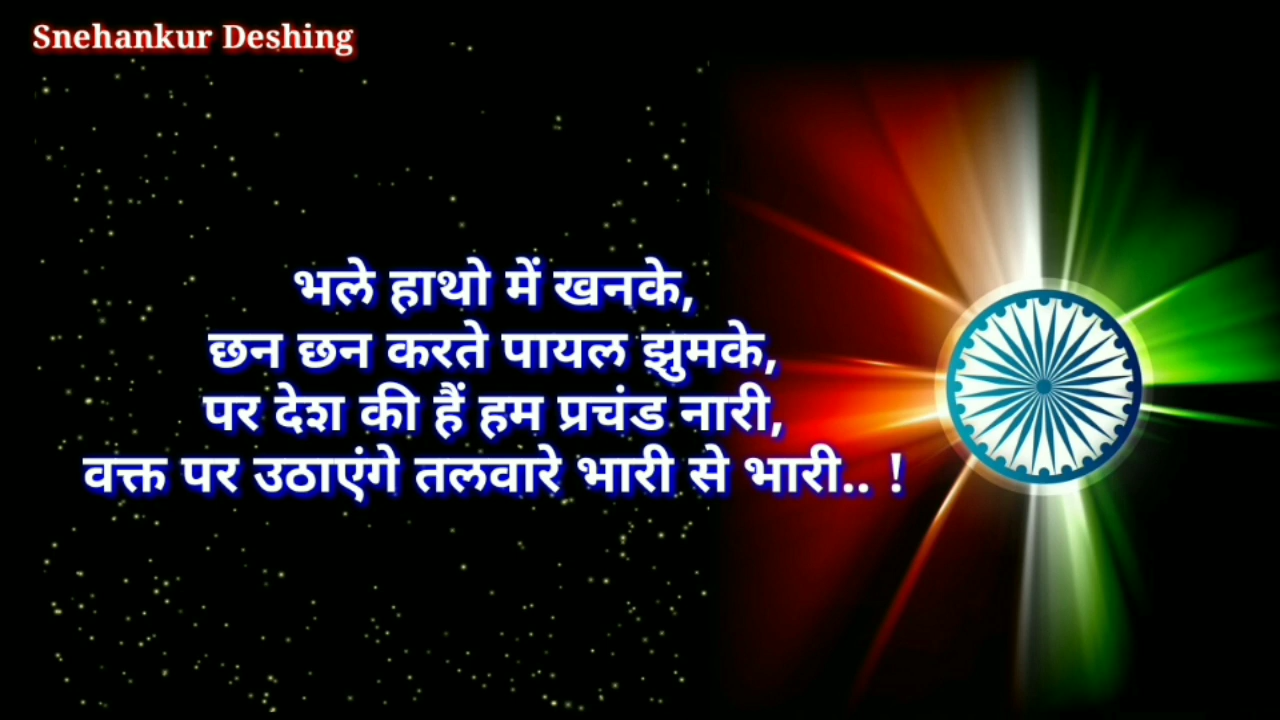 Snehankur Deshing
भले हाथो में खनके,
छन छन करते पायल झुमके,
पर देश की हैं हम प्रचंड नारी,
वक्त पर उठाएंगे तलवारे भारी से भारी.. !